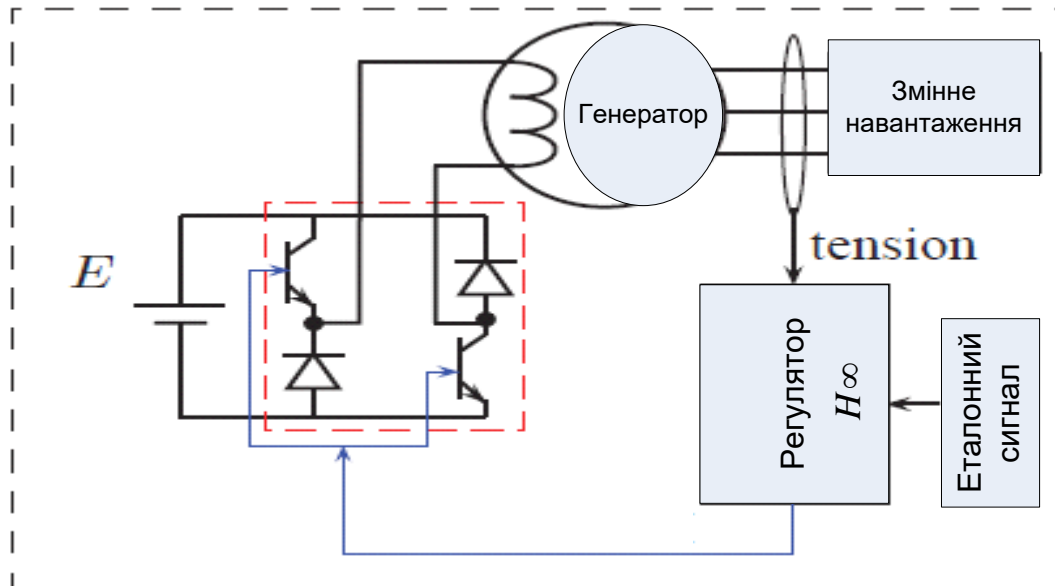 Генератор
Змінне
навантаження
E
tension
Регулятор
H∞
Еталонний
сигнал